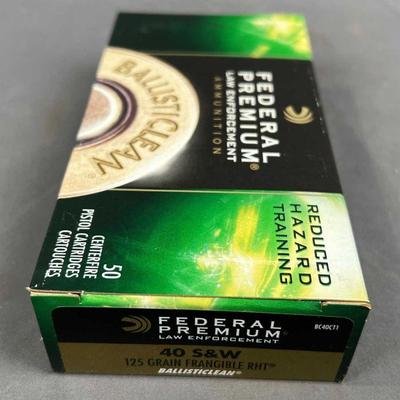 BALLISTICLEAN®
FEDERAL
PREMIUM®
LAW ENFORCEMENT
AMMUNITION
REDUCED
HAZARD
TRAINING
50
CENTERFIRE
PISTOL CARTRIDGES
CARTOUCHES
FEDERAL
PREMIUM®
LAW ENFORCEMENT
BC40CT1
40 S&W
125 GRAIN FRANGIBLE RHT®
BALLISTICLEAN®